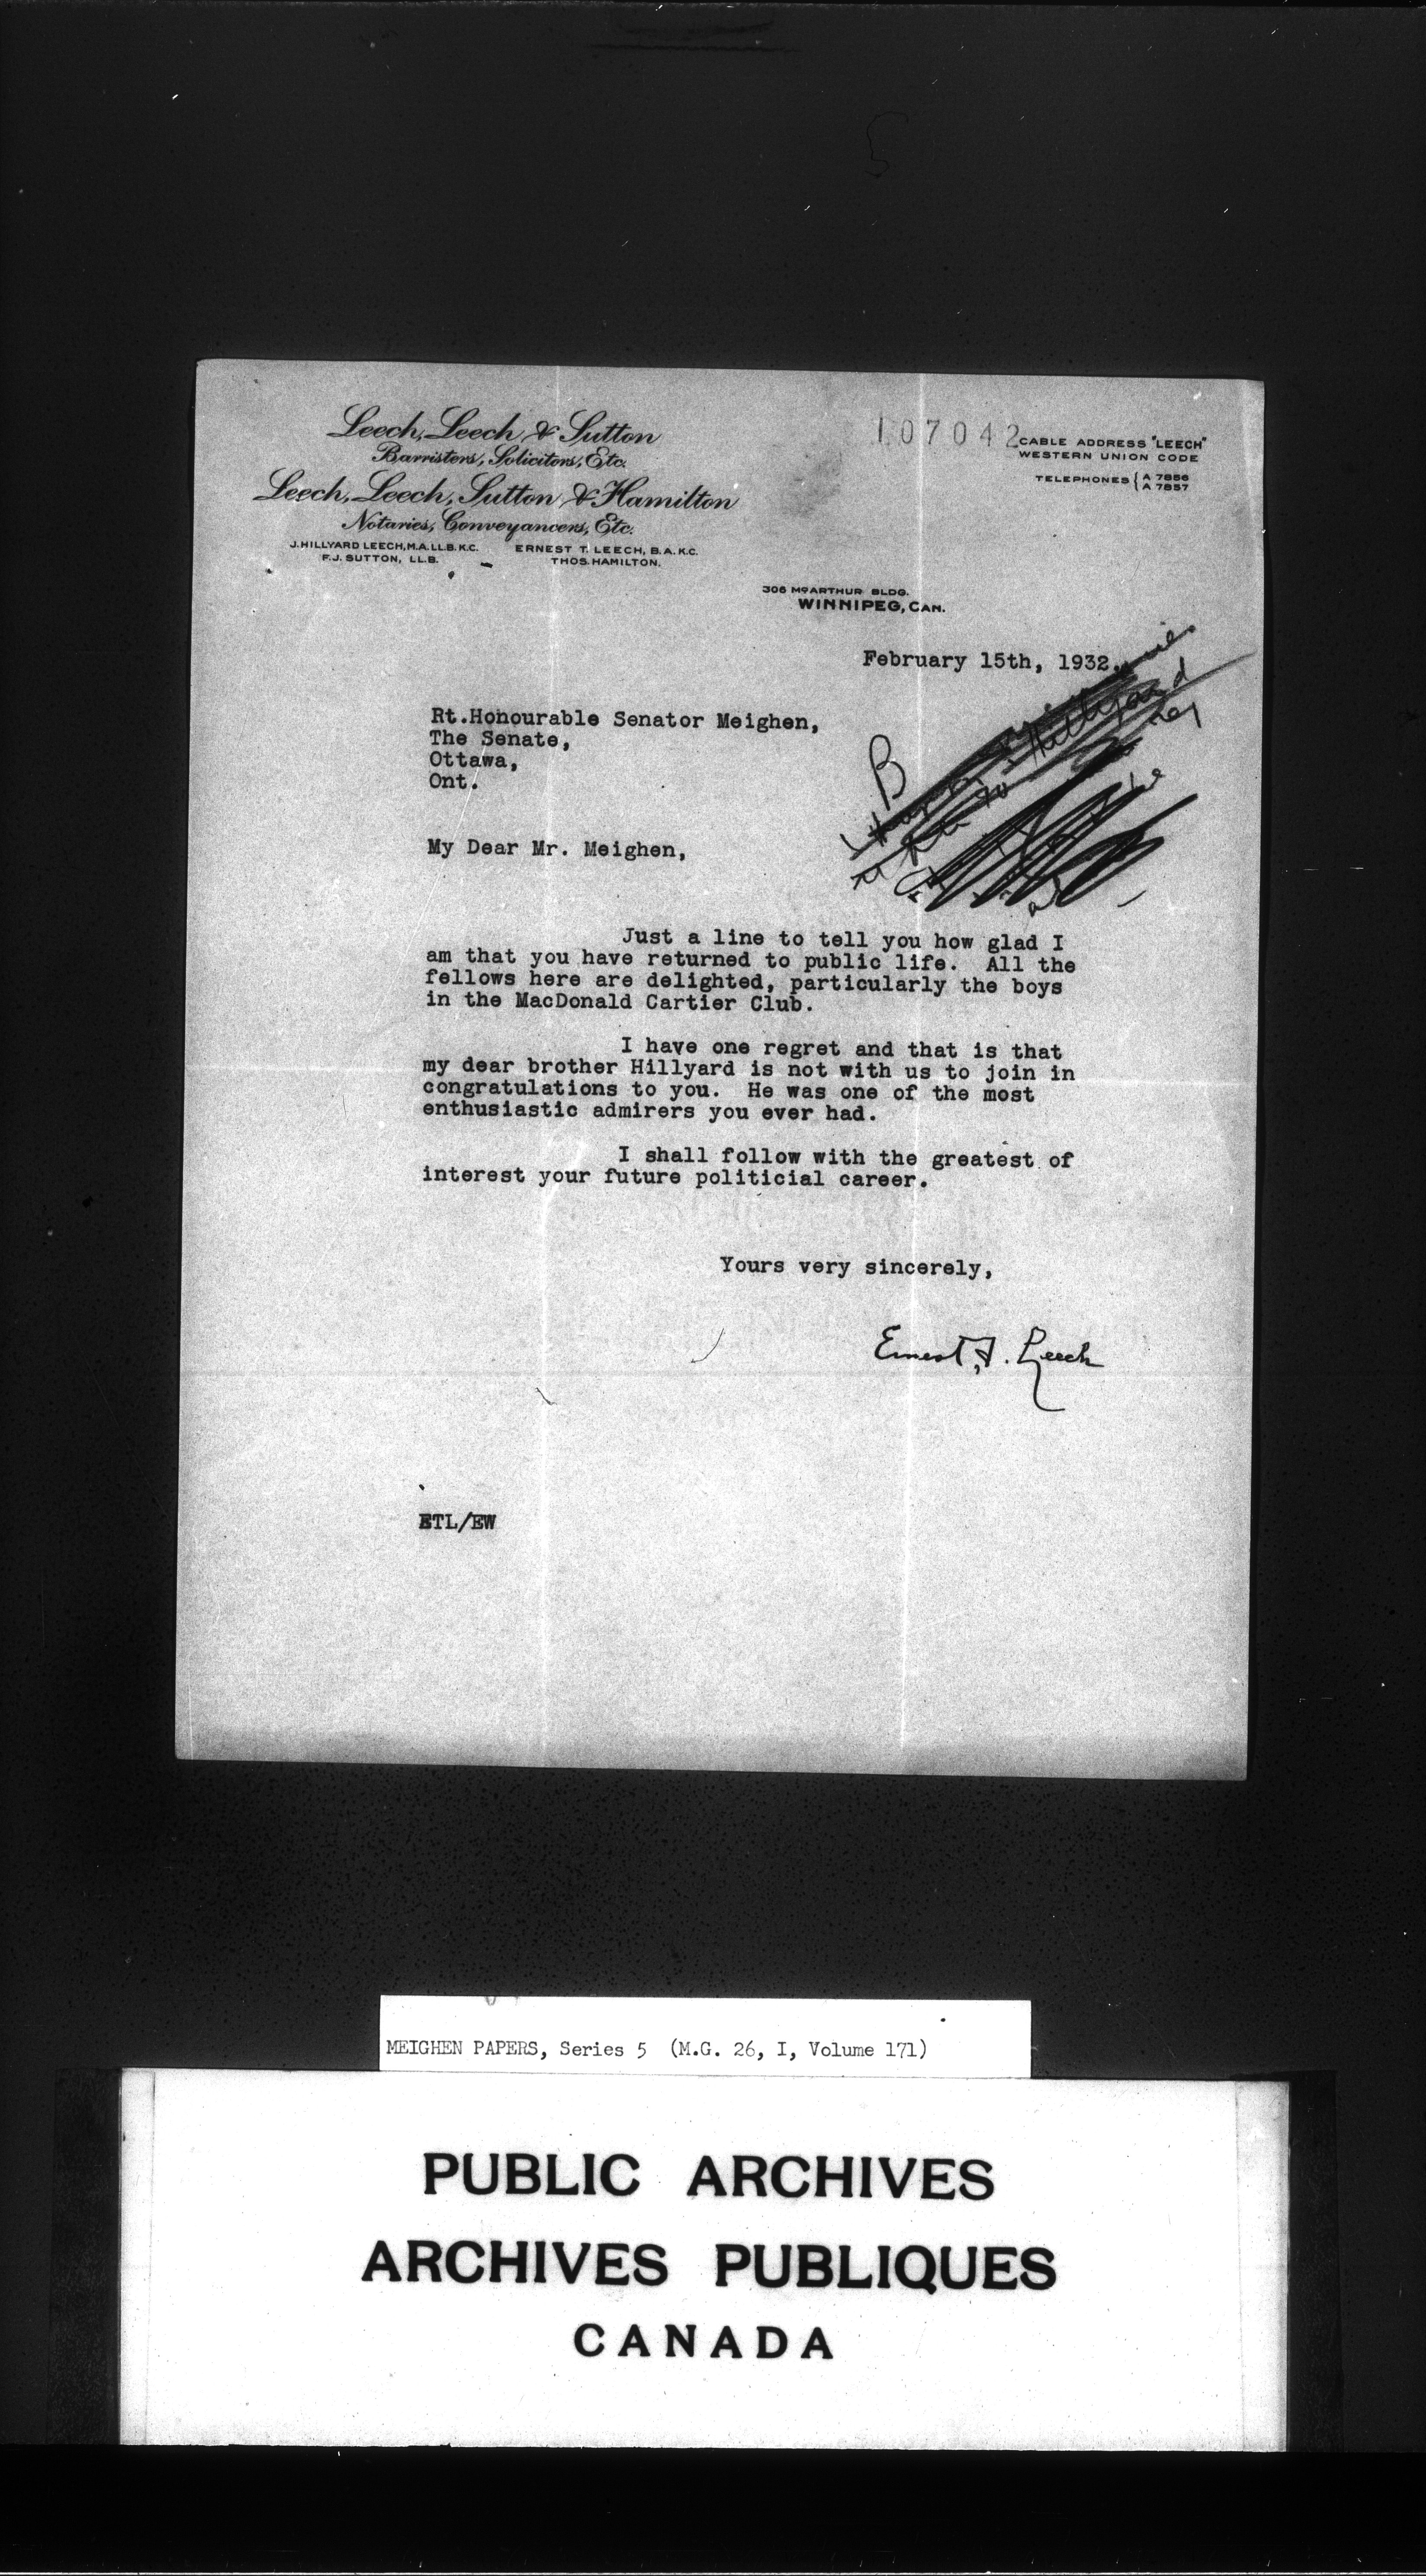 107042
Leech, Leech & Sutton
Barristers, Solicitors, Etc.
Leech, Leech, Sutton & Hamilton
Notaries, Conveyancers, Etc.
J. HILLYARD LEECH, M.A. LL.B. K.C. ERNEST T. LEECH, B.A. K.C.
F.J. SUTTON, LL.B. THOS. HAMILTON.
CABLE ADDRESS "LEECH"
WESTERN UNION CODE
TELEPHONES { A 7856
A 7857
306 McARTHUR BLDG.
WINNIPEG, CAN.
February 15th, 1932.
Rt.Honourable Senator Meighen,
The Senate,
Ottawa,
Ont.
B
Hillyard
My Dear Mr. Meighen,
Just a line to tell you how glad I
am that you have returned to public life. All the
fellows here are delighted, particularly the boys
in the MacDonald Cartier Club.
I have one regret and that is that
my dear brother Hillyard is not with us to join in
congratulations to you. He was one of the most
enthusiastic admirers you ever had.
I shall follow with the greatest of
interest your future politicial career.
Yours very sincerely,
Ernest T. Leech
ETL/EW
MEIGHEN PAPERS, Series 5 (M.G. 26, I, Volume 171)
PUBLIC ARCHIVES
ARCHIVES PUBLIQUES
CANADA